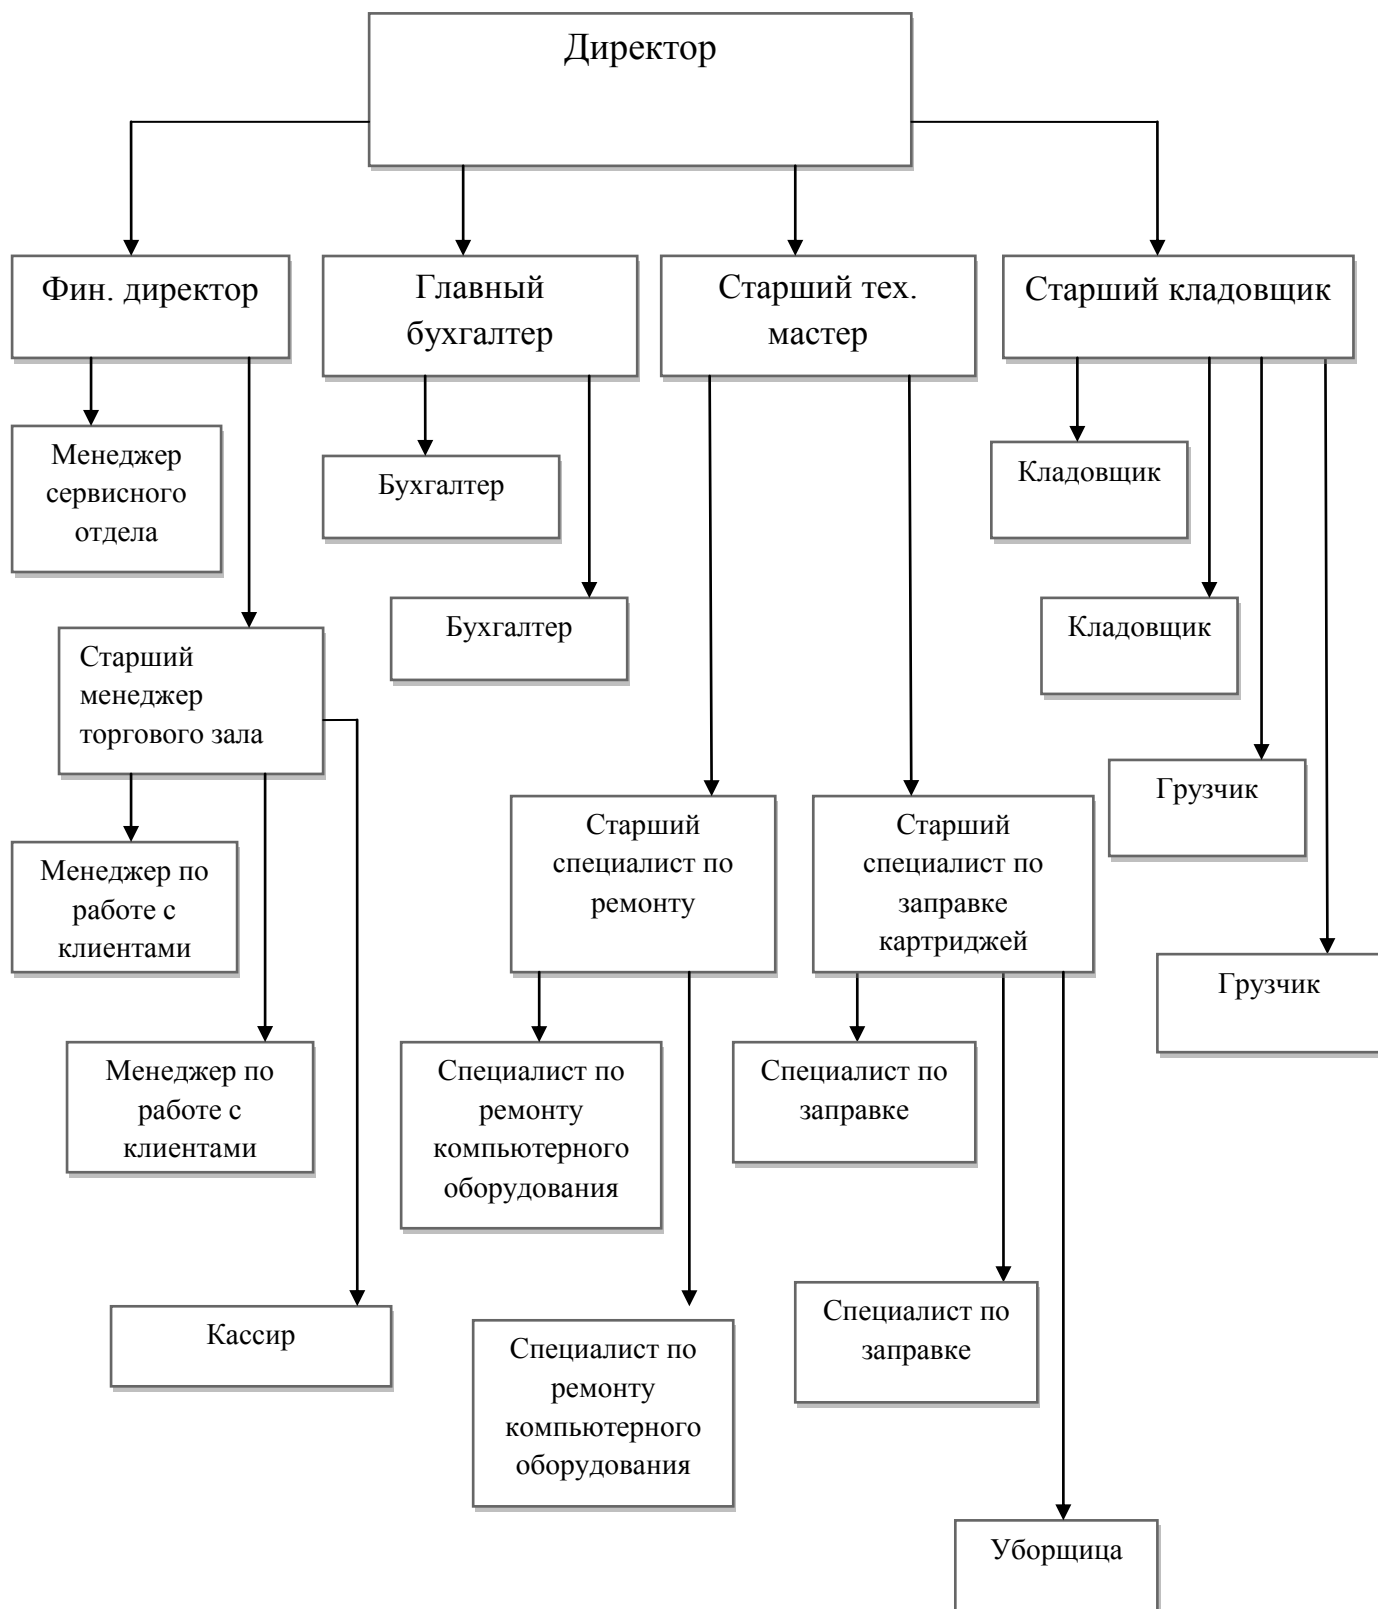 Директор
Фин. директор
Главный
бухгалтер
Старший тех.
мастер
Старший кладовщик
Менеджер
сервисного
отдела
Бухгалтер
Кладовщик
Бухгалтер
Кладовщик
Старший
менеджер
торгового зала
Грузчик
Старший
специалист по
ремонту
Старший
специалист по
заправке
картриджей
Менеджер по
работе с
клиентами
Грузчик
Менеджер по
работе с
клиентами
Специалист по
ремонту
компьютерного
оборудования
Специалист по
заправке
Кассир
Специалист по
ремонту
компьютерного
оборудования
Специалист по
заправке
Уборщица